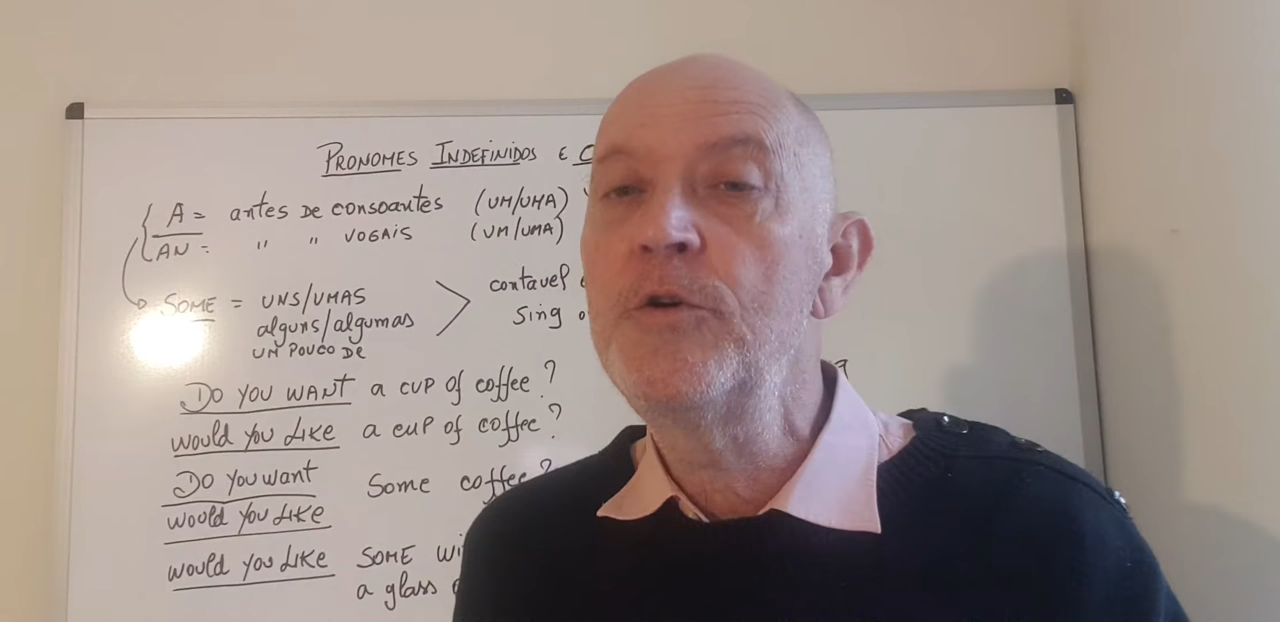 PRONOMES INDEFINIDOS E
A = antes DE consoantes (UM/UMA)
AN = " " VOGAIS (UM/UMA)
SOME = UNS/UMAS
alguns/algumas
UM POUCO DE
contavel
Sing
DO YOU WANT a cup of coffee?
would you LIKE a cup of coffee?
DO YOU want Some coffee?
would YOU LIKE
would you LIKE SOME
a glass